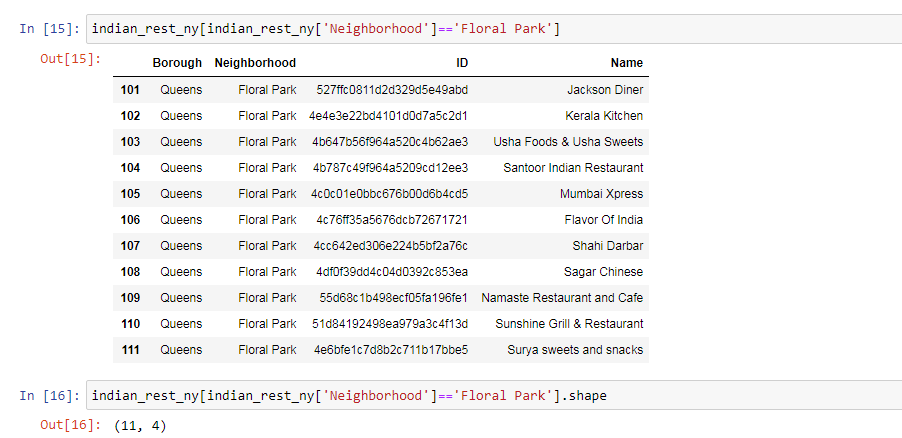 In [15]: indian_rest_ny[indian_rest_ny['Neighborhood']=='Floral Park']
Out[15]:
Borough Neighborhood ID Name
101 Queens Floral Park 527ffc0811d2d329d5e49abd Jackson Diner
102 Queens Floral Park 4e4e3e22bd4101d0d7a5c2d1 Kerala Kitchen
103 Queens Floral Park 4b647b56f964a520c4b62ae3 Usha Foods & Usha Sweets
104 Queens Floral Park 4b787c49f964a5209cd12ee3 Santoor Indian Restaurant
105 Queens Floral Park 4c0c01e0bbc676b00d6b4cd5 Mumbai Xpress
106 Queens Floral Park 4c76ff35a5676dcb72671721 Flavor Of India
107 Queens Floral Park 4cc642ed306e224b5bf2a76c Shahi Darbar
108 Queens Floral Park 4df0f39dd4c04d0392c853ea Sagar Chinese
109 Queens Floral Park 55d68c1b498ecf05fa196fe1 Namaste Restaurant and Cafe
110 Queens Floral Park 51d84192498ea979a3c4f13d Sunshine Grill & Restaurant
111 Queens Floral Park 4e6bfe1c7d8b2c711b17bbe5 Surya sweets and snacks
In [16]: indian_rest_ny[indian_rest_ny['Neighborhood']=='Floral Park'].shape
Out[16]: (11, 4)